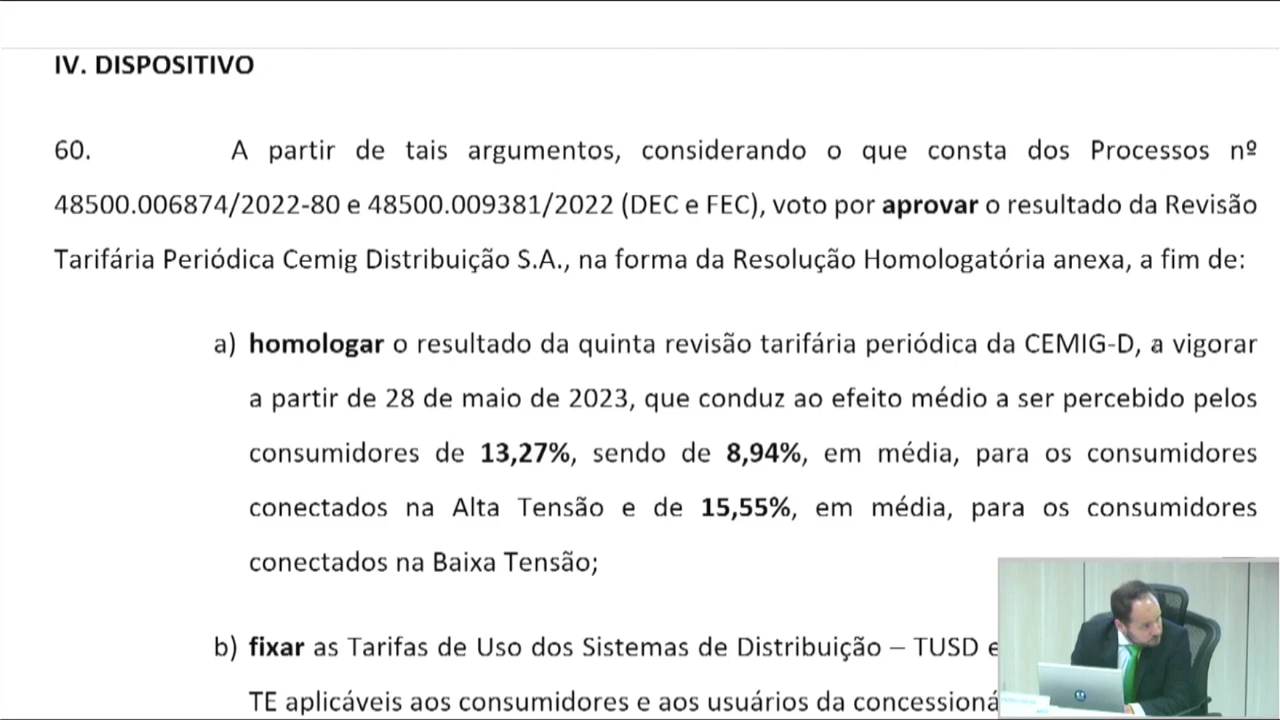 IV. DISPOSITIVO
60. A partir de tais argumentos, considerando o que consta dos Processos nº
48500.006874/2022-80 e 48500.009381/2022 (DEC e FEC), voto por aprovar o resultado da Revisão
Tarifária Periódica Cemig Distribuição S.A., na forma da Resolução Homologatória anexa, a fim de:
a) homologar o resultado da quinta revisão tarifária periódica da CEMIG-D, a vigorar
a partir de 28 de maio de 2023, que conduz ao efeito médio a ser percebido pelos
consumidores de 13,27%, sendo de 8,94%, em média, para os consumidores
conectados na Alta Tensão e de 15,55%, em média, para os consumidores
conectados na Baixa Tensão;
b) fixar as Tarifas de Uso dos Sistemas de Distribuição – TUSD e
TE aplicáveis aos consumidores e aos usuários da concessioná